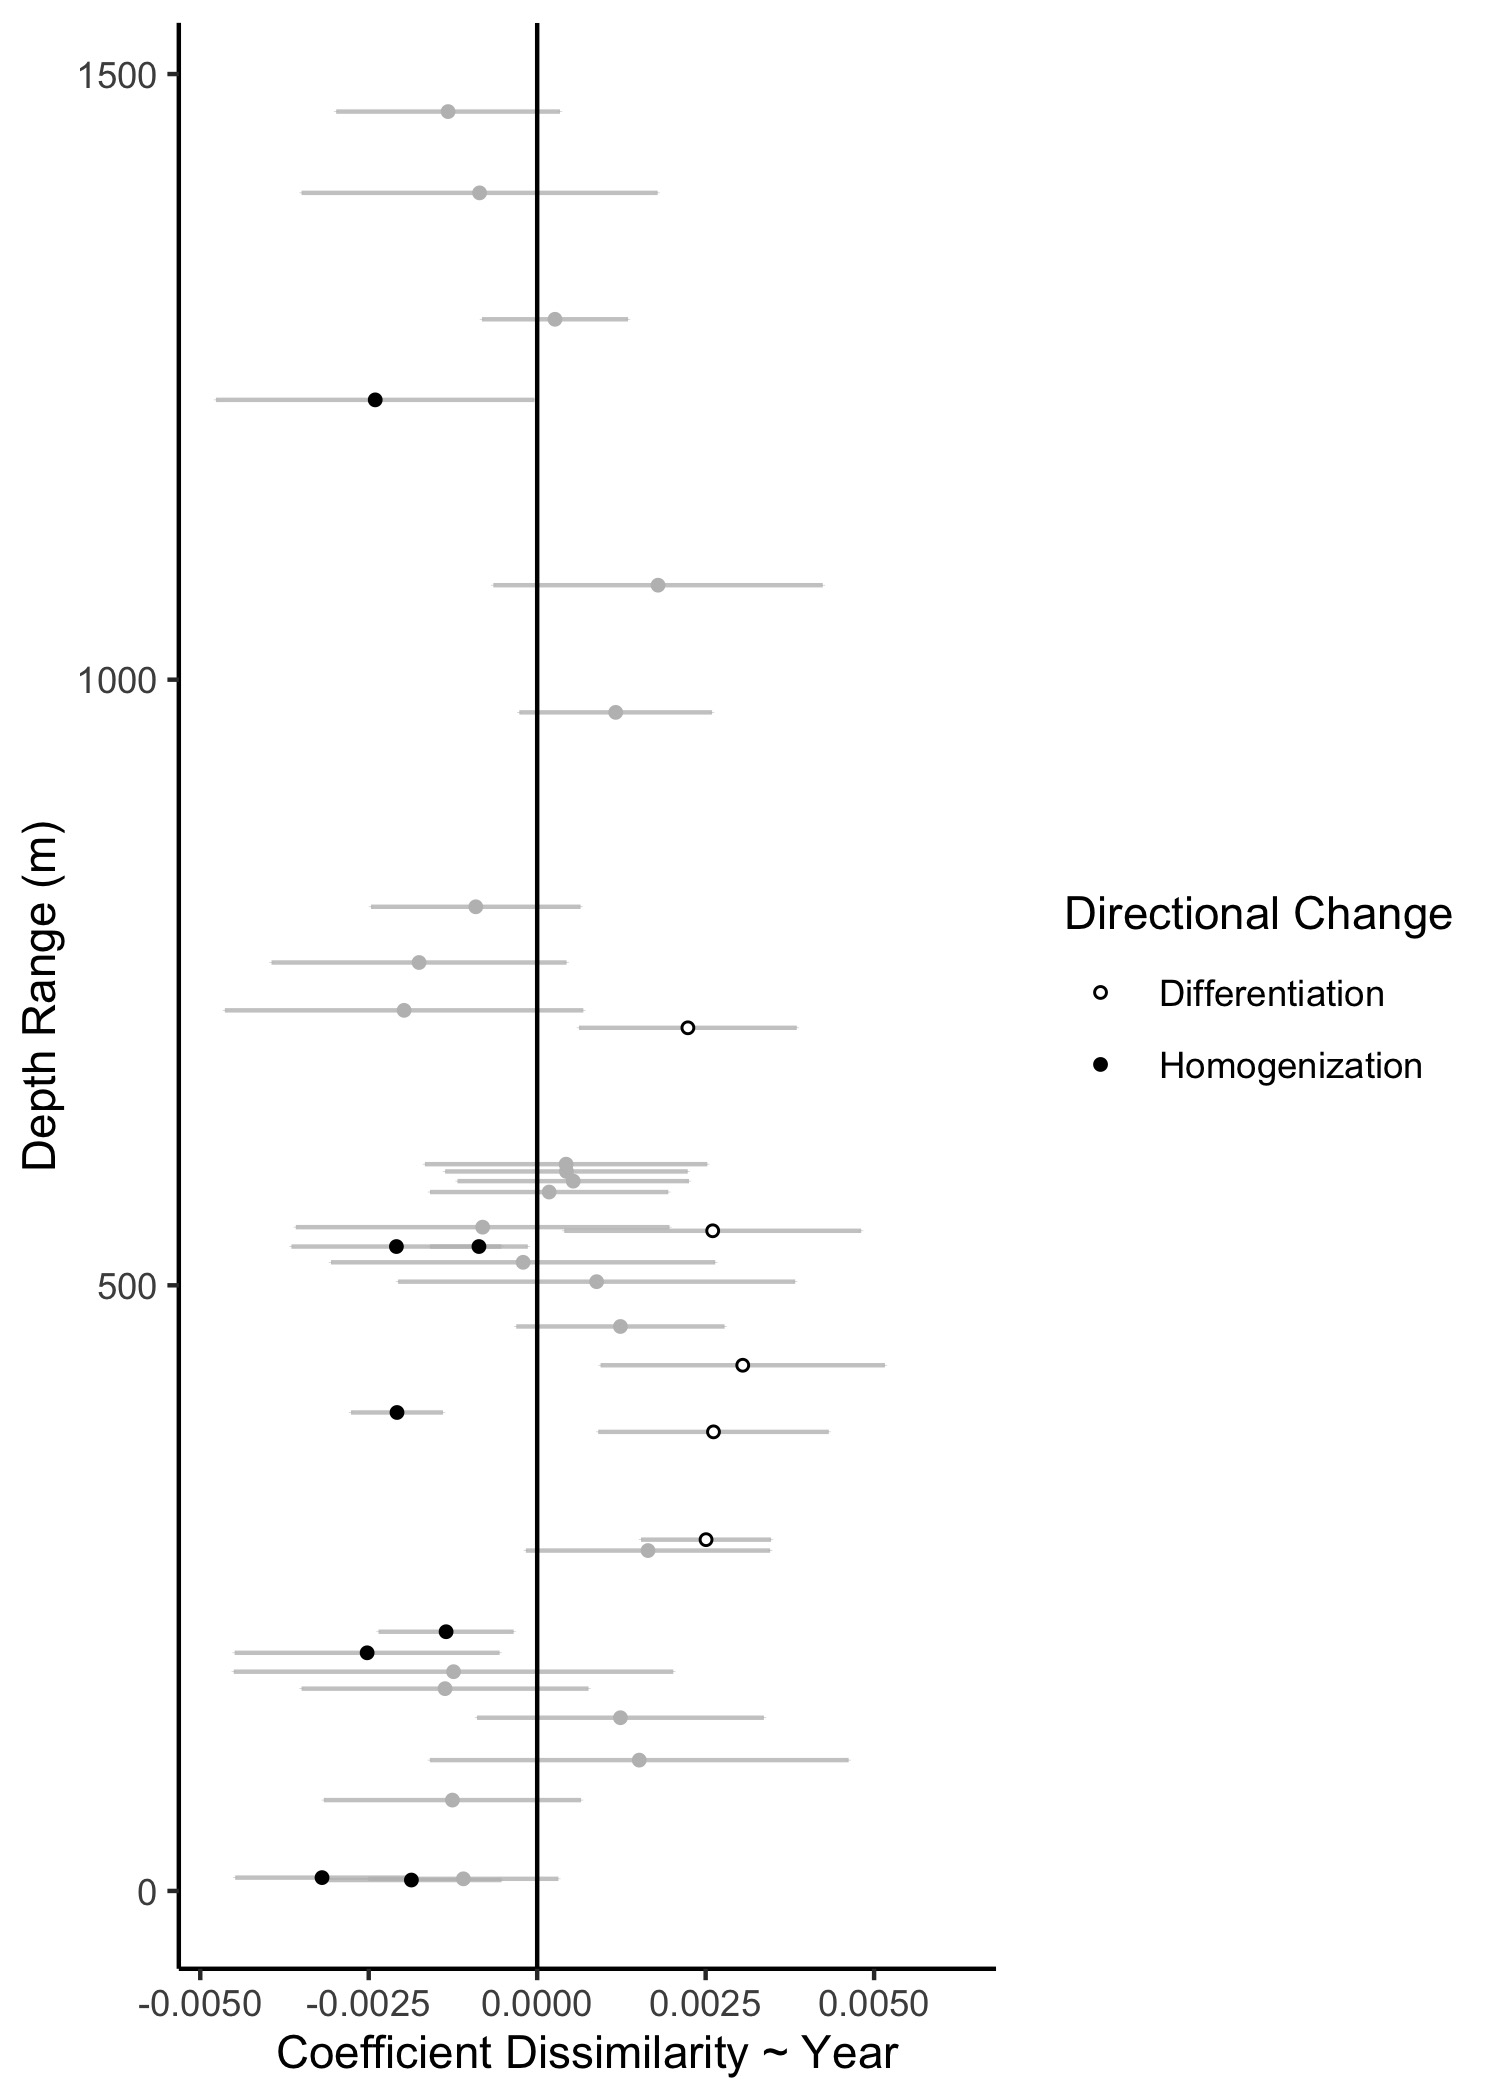 1500
1000
500
0
Depth Range (m)
-0.0050 -0.0025 0.0000 0.0025 0.0050
Coefficient Dissimilarity ~ Year
Directional Change
Differentiation
Homogenization